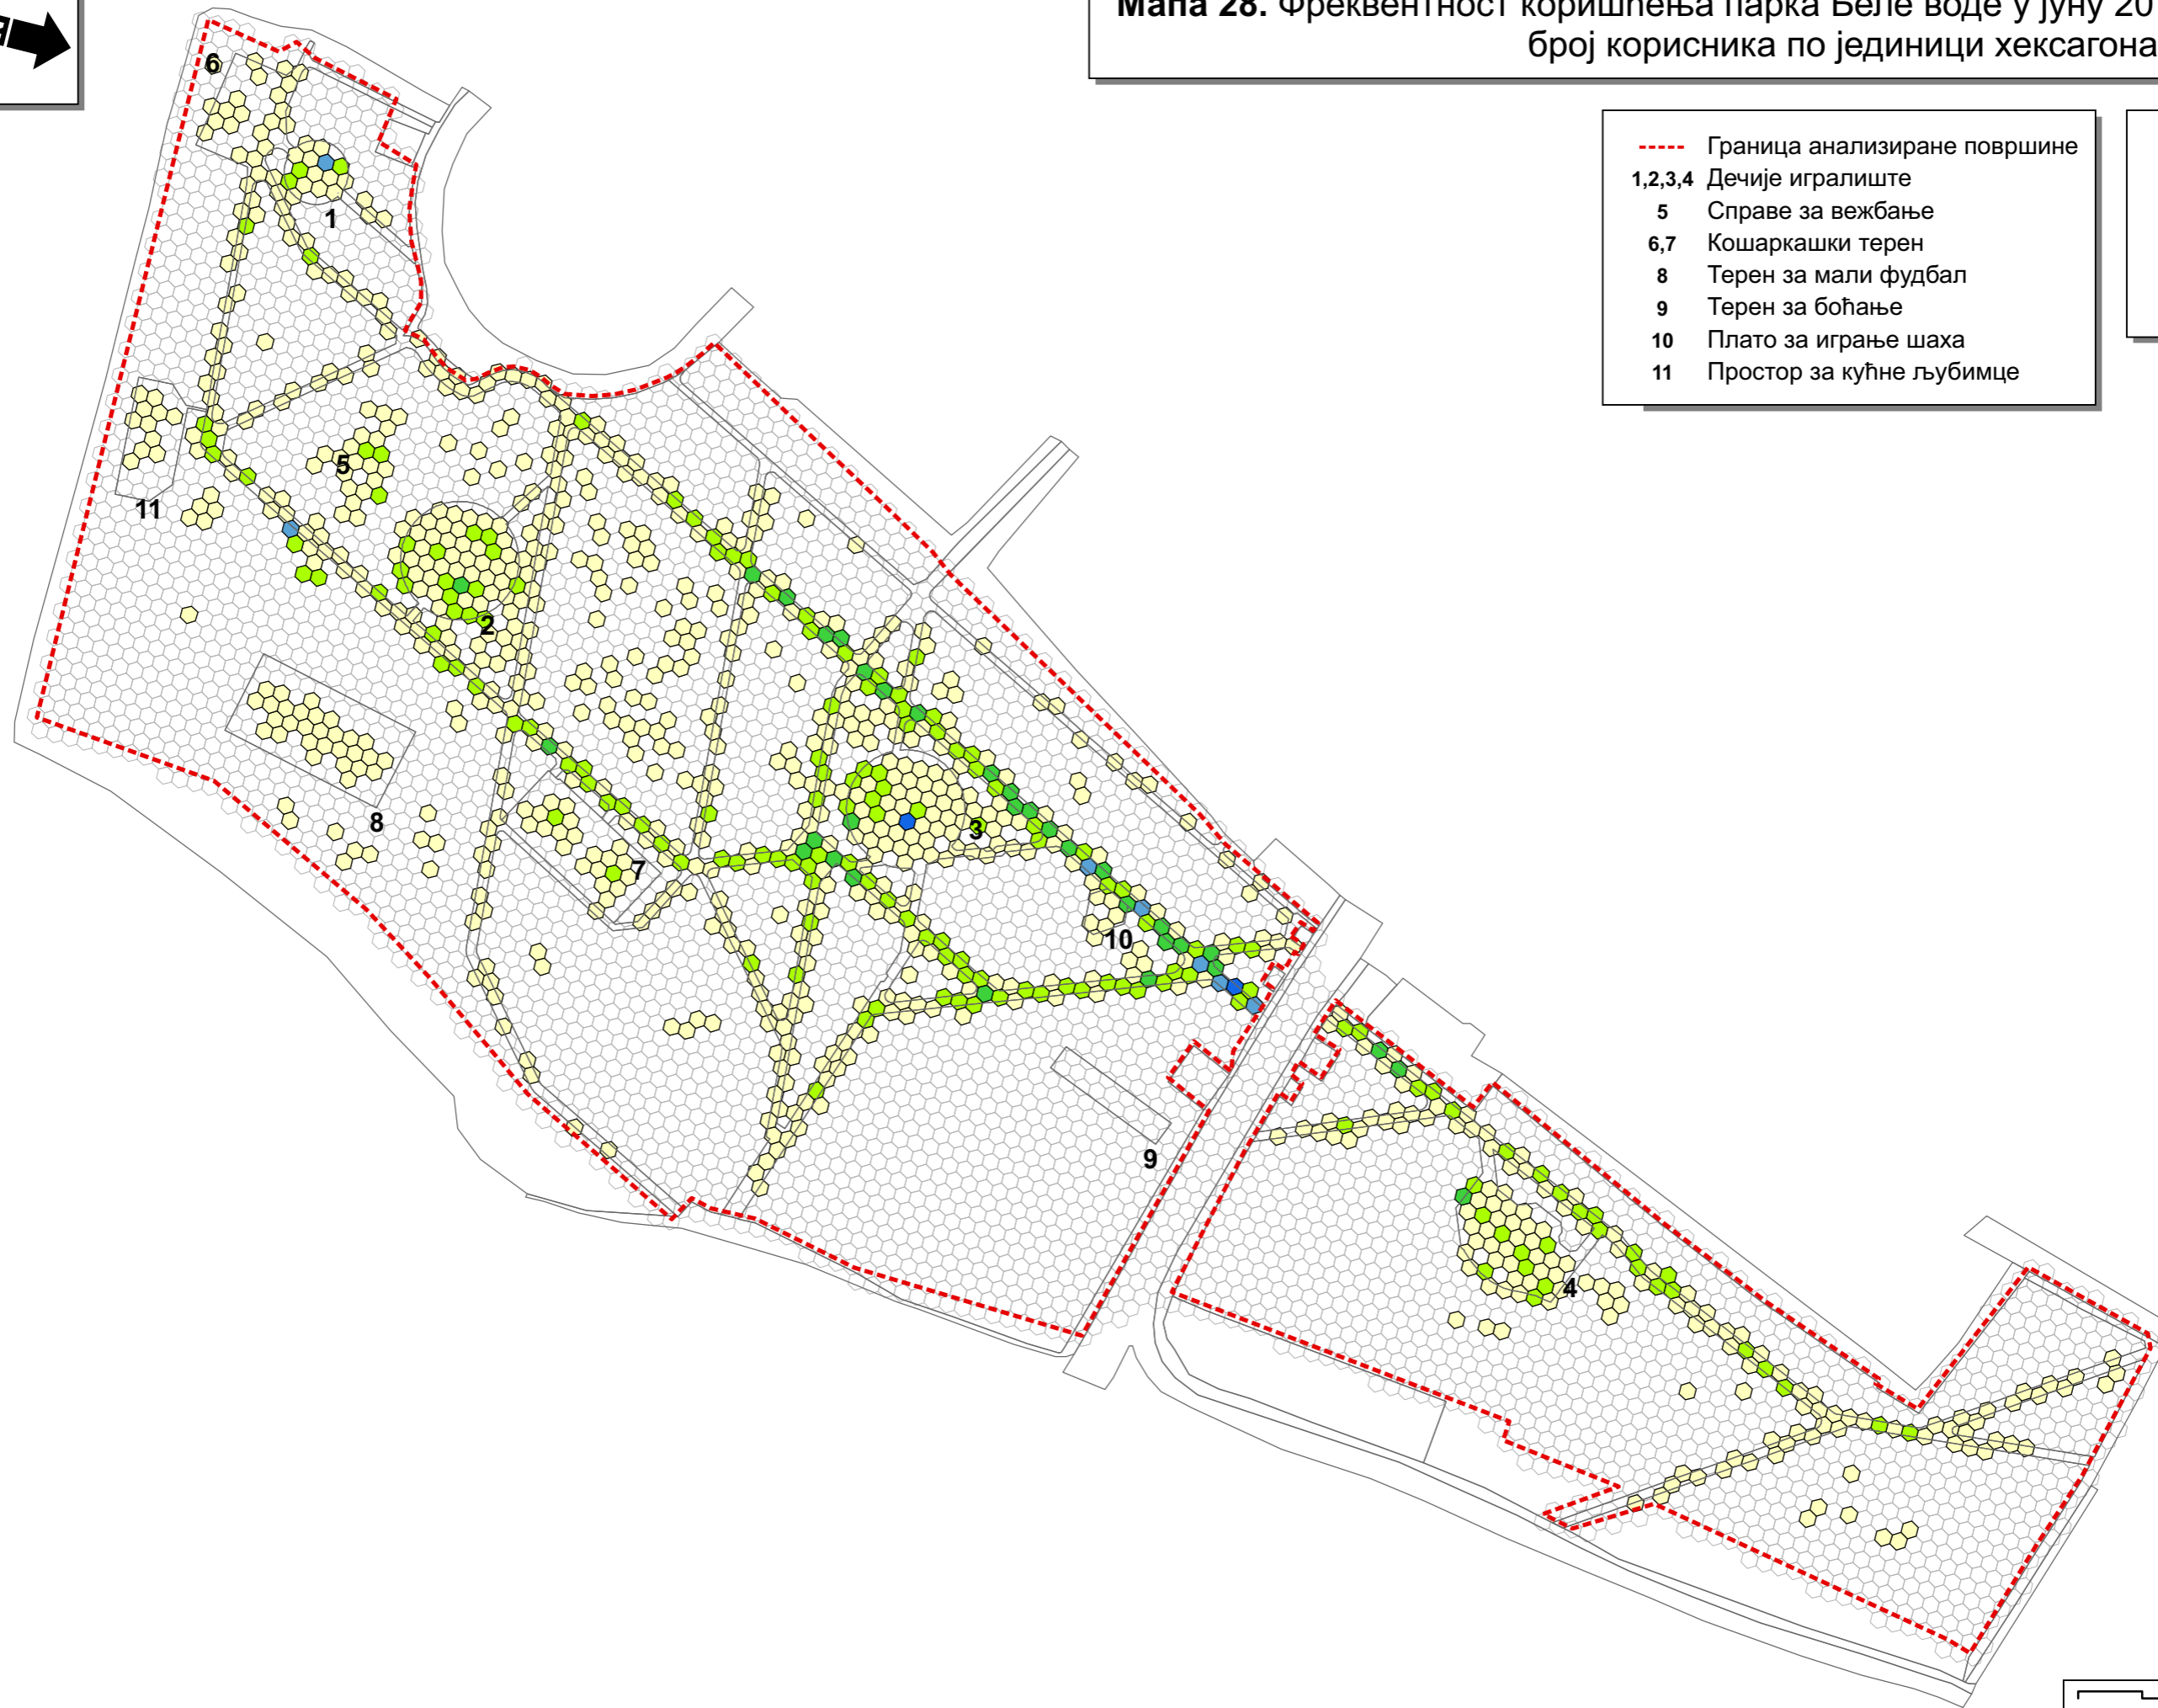 Мапа 28. Фреквентност коришћења парка Беле воде у јуну 20
број корисника по јединици хексагона
Граница анализиране површине
1,2,3,4 Дечије игралиште
5 Справе за вежбање
6,7 Кошаркашки терен
8 Терен за мали фудбал
9 Терен за боћање
10 Плато за играње шаха
11 Простор за кућне љубимце
6
1
5
11
2
8
7
3
10
9
4